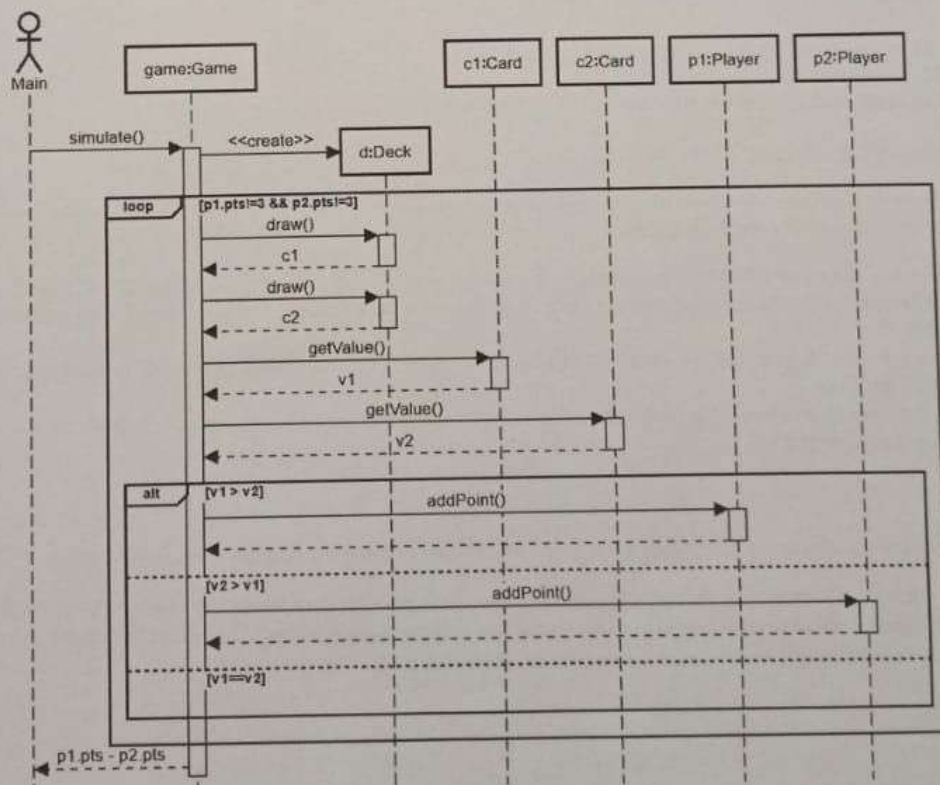 Main
game:Game
c1:Card
c2:Card
p1:Player
p2:Player
simulate()
<<create>>
d:Deck
loop
[p1.pts!=3 && p2.pts!=3]
draw()
c1
draw()
c2
getValue()
v1
getValue()
v2
alt
[v1 > v2]
addPoint()
[v2 > v1]
addPoint()
[v1==v2]
p1.pts - p2.pts